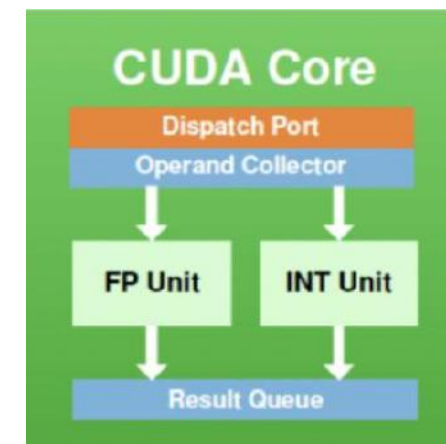 CUDA Core
Dispatch Port
Operand Collector
FP Unit
INT Unit
Result Queue